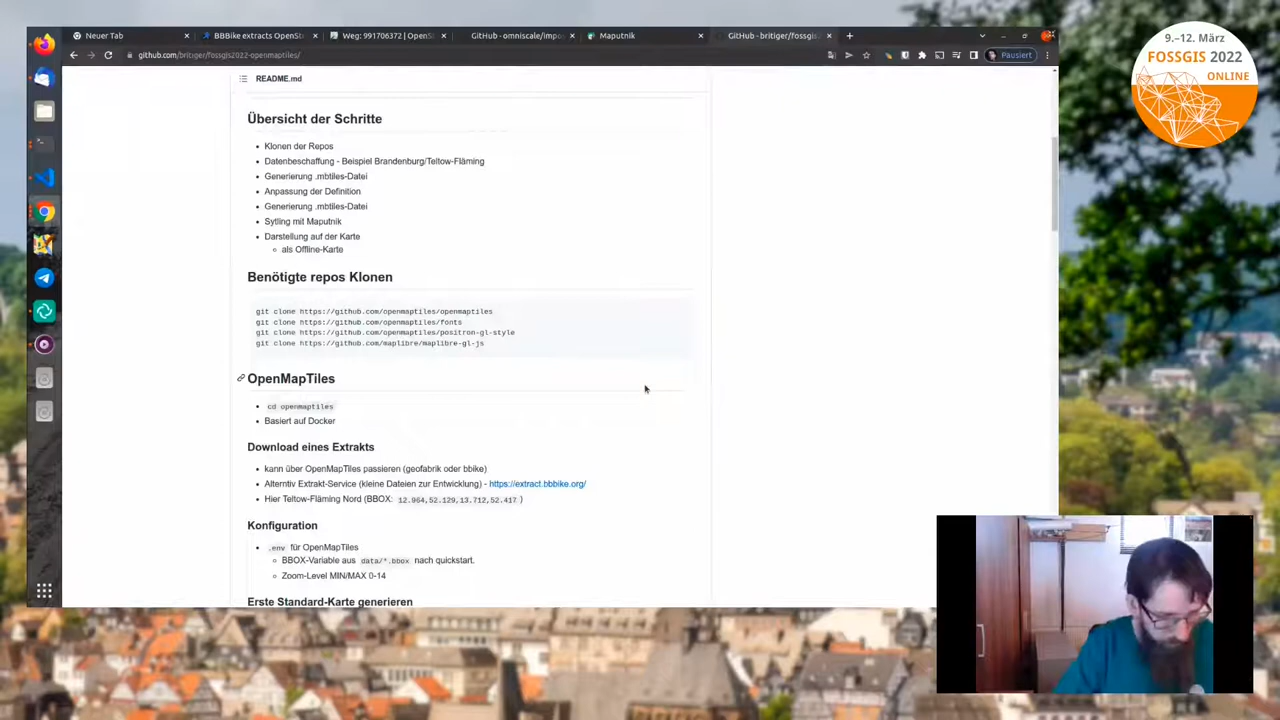 Neuer Tab
BBBike extracts OpenStr
Weg: 991706372 | OpenS
GitHub - omniscale/impo
Maputnik
GitHub - britiger/fossgis
github.com/britiger/fossgis2022-openmaptiles/
Pausiert
README.md
Übersicht der Schritte
Klonen der Repos
Datenbeschaffung - Beispiel Brandenburg/Teltow-Fläming
Generierung .mbtiles-Datei
Anpassung der Definition
Generierung .mbtiles-Datei
Sytling mit Maputnik
Darstellung auf der Karte
als Offline-Karte
Benötigte repos Klonen
git clone https://github.com/openmaptiles/openmaptiles
git clone https://github.com/openmaptiles/fonts
git clone https://github.com/openmaptiles/positron-gl-style
git clone https://github.com/maplibre/maplibre-gl-js
OpenMapTiles
cd openmaptiles
Basiert auf Docker
Download eines Extrakts
kann über OpenMapTiles passieren (geofabrik oder bbike)
Alterntiv Extrakt-Service (kleine Dateien zur Entwicklung) - https://extract.bbbike.org/
Hier Teltow-Fläming Nord (BBOX: 12.964,52.129,13.712,52.417 )
Konfiguration
.env für OpenMapTiles
BBOX-Variable aus data/*.bbox nach quickstart.
Zoom-Level MIN/MAX 0-14
Erste Standard-Karte generieren
9.–12. März
FOSSGIS 2022
ONLINE